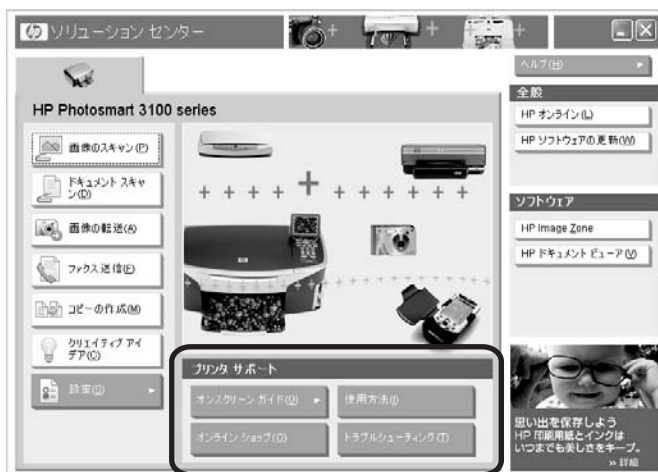 hp ソリューション センター
ヘルプ(H)
全般
HP Photosmart 3100 series
HP オンライン(L)
HP ソフトウェアの更新(W)
画像のスキャン(P)
ドキュメント スキャ
ン(D)
ソフトウェア
画像の転送(A)
HP Image Zone
HP ドキュメント ビューア(V)
ファクス送信(E)
コピーの作成(M)
クリエイティブ アイ
デア(C)
設定(G)
プリンタ サポート
オンスクリーン ガイド(U)
使用方法(I)
オンライン ショップ(O)
トラブルシューティング(T)
思い出を保存しよう
HP 印刷用紙とインクは
いつまでも美しさをキープ。
»詳細